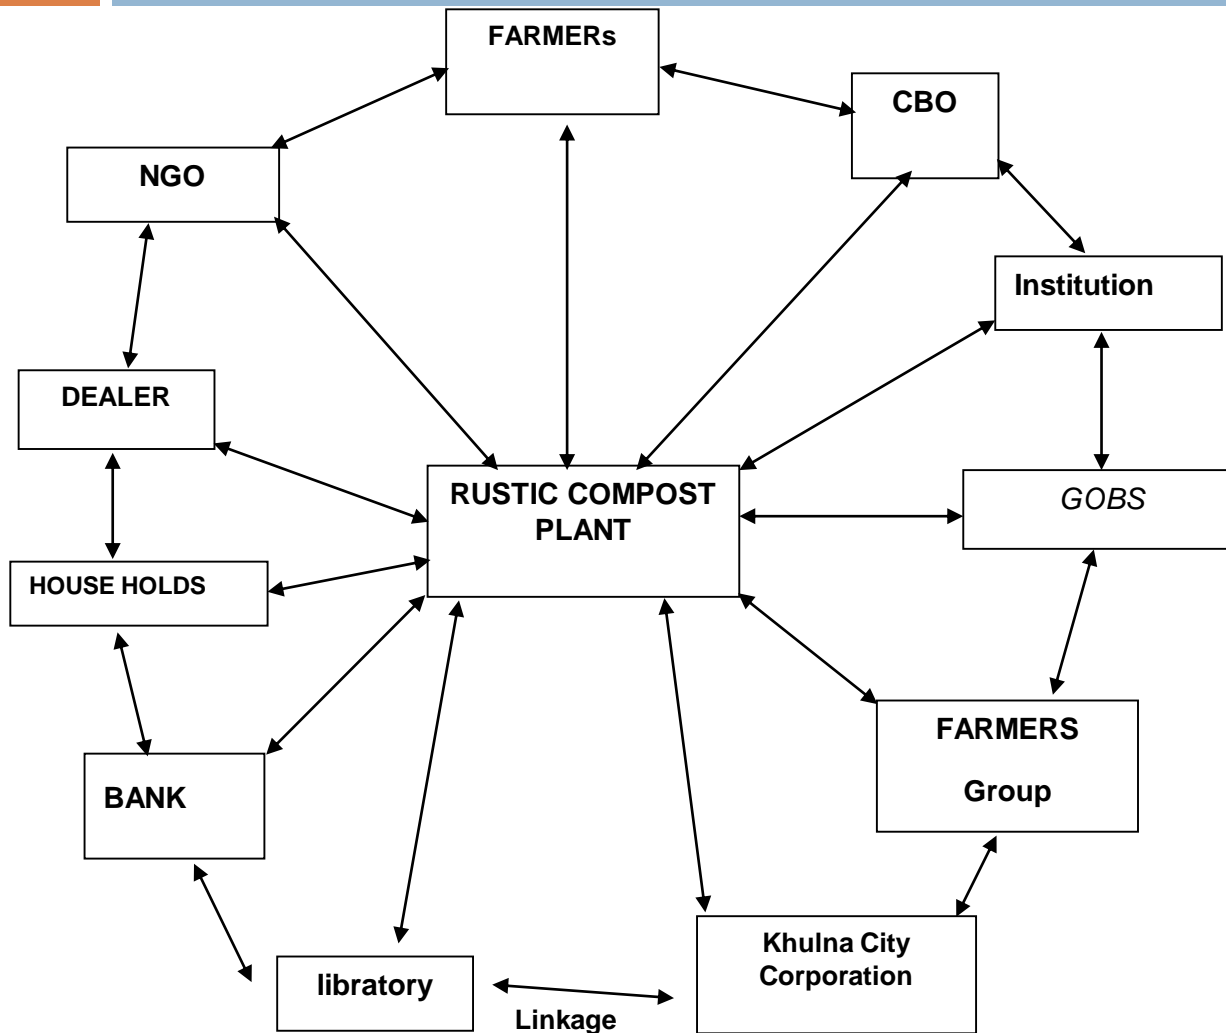 FARMERs
CBO
NGO
Institution
DEALER
RUSTIC COMPOST
PLANT
GOBS
HOUSE HOLDS
FARMERS
Group
BANK
Khulna City
Corporation
libratory
Linkage